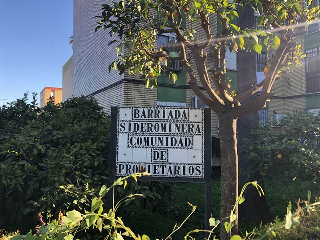 BARRIADA
SIDEROMINERA
COMUNIDAD
DE
PROPIETARIOS